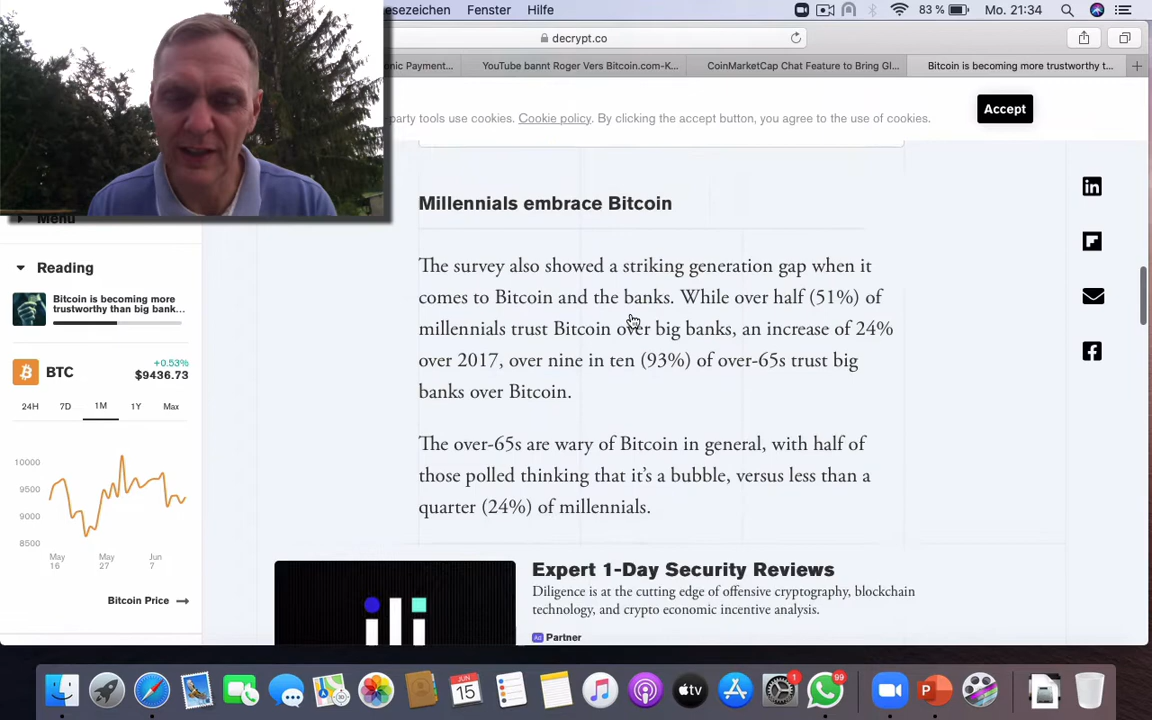 esezeichen Fenster Hilfe 83 % Mo. 21:34
decrypt.co
onic Payment... YouTube bannt Roger Vers Bitcoin.com-K... CoinMarketCap Chat Feature to Bring Gl... Bitcoin is becoming more trustworthy t...
party tools use cookies. Cookie policy. By clicking the accept button, you agree to the use of cookies.
Accept
Menu
Reading
Bitcoin is becoming more
trustworthy than big bank...
BTC
+0.53%
$9436.73
24H 7D 1M 1Y Max
10000
9500
9000
8500
May
16
May
27
Jun
7
Bitcoin Price
Millennials embrace Bitcoin
The survey also showed a striking generation gap when it
comes to Bitcoin and the banks. While over half (51%) of
millennials trust Bitcoin over big banks, an increase of 24%
over 2017, over nine in ten (93%) of over-65s trust big
banks over Bitcoin.
The over-65s are wary of Bitcoin in general, with half of
those polled thinking that it's a bubble, versus less than a
quarter (24%) of millennials.
Expert 1-Day Security Reviews
Diligence is at the cutting edge of offensive cryptography, blockchain
technology, and crypto economic incentive analysis.
Ad Partner
JUN
15
tv
1
99